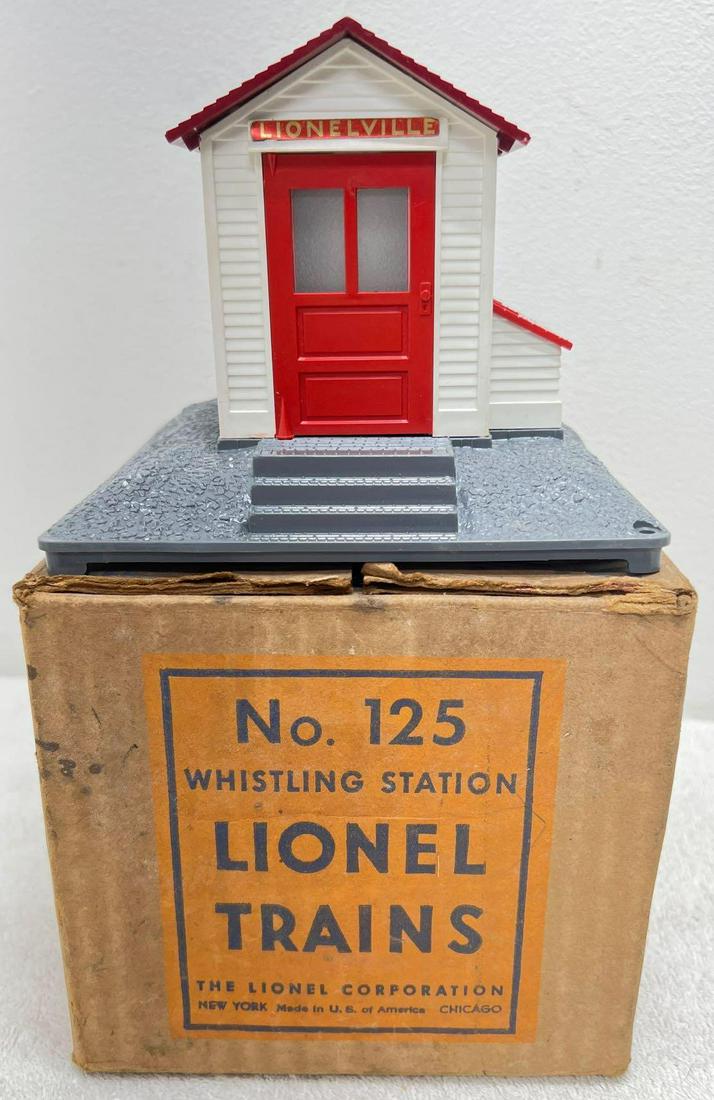 LIONELVILLE
No. 125
WHISTLING STATION
LIONEL
TRAINS
THE LIONEL CORPORATION
NEW YORK Made in U.S. of America CHICAGO